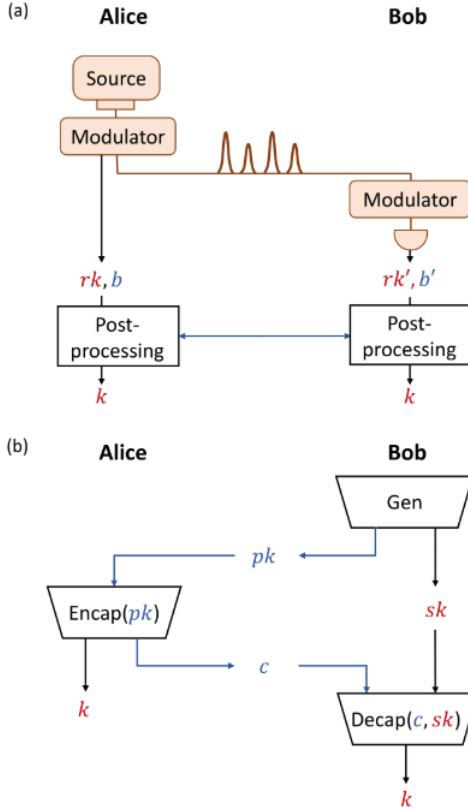 (a)
Alice Bob
Source
Modulator
Modulator
rk, b rk′, b′
Post-
processing
Post-
processing
k k
(b)
Alice Bob
Gen
pk
Encap(pk) sk
c
k
Decap(c, sk)
k